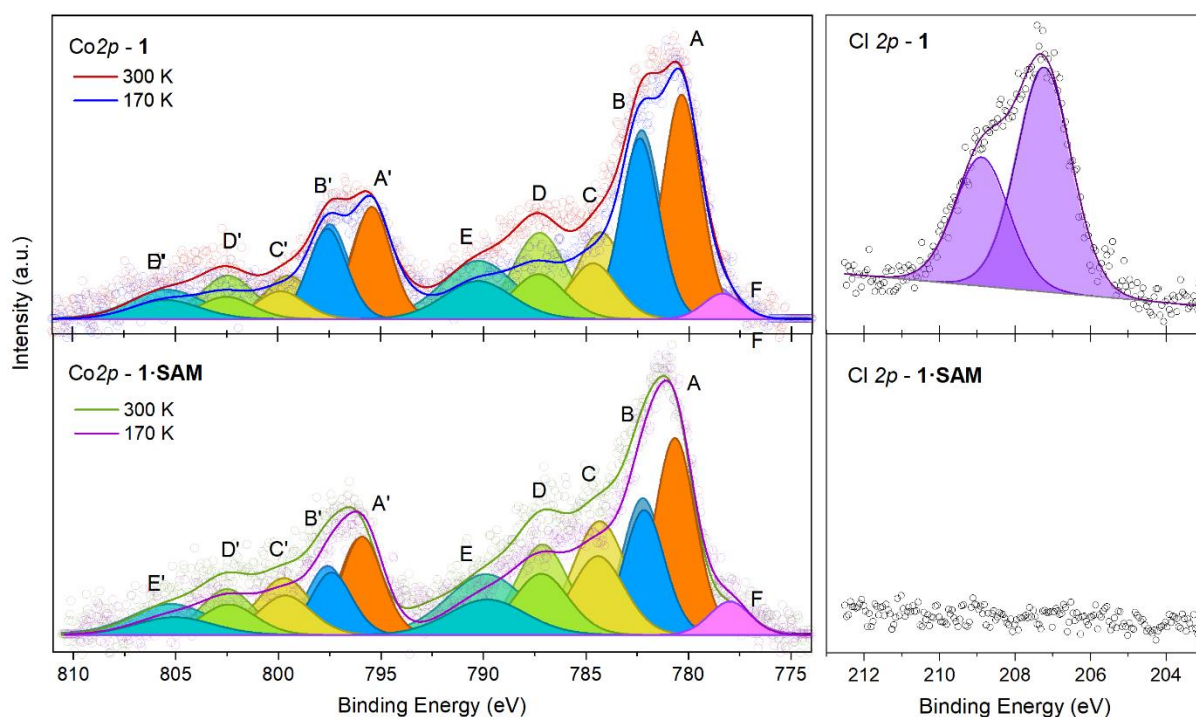 Co2p - 1
300 K
170 K
A
B
C
D
E
F
A'
B'
C'
D'
Cl 2p - 1
Intensity (a.u.)
Co2p - 1·SAM
300 K
170 K
F
A
B
C
D
E
F
A'
B'
C'
D'
E'
Cl 2p - 1·SAM
810 805 800 795 790 785 780 775
212 210 208 206 204
Binding Energy (eV)
Binding Energy (eV)